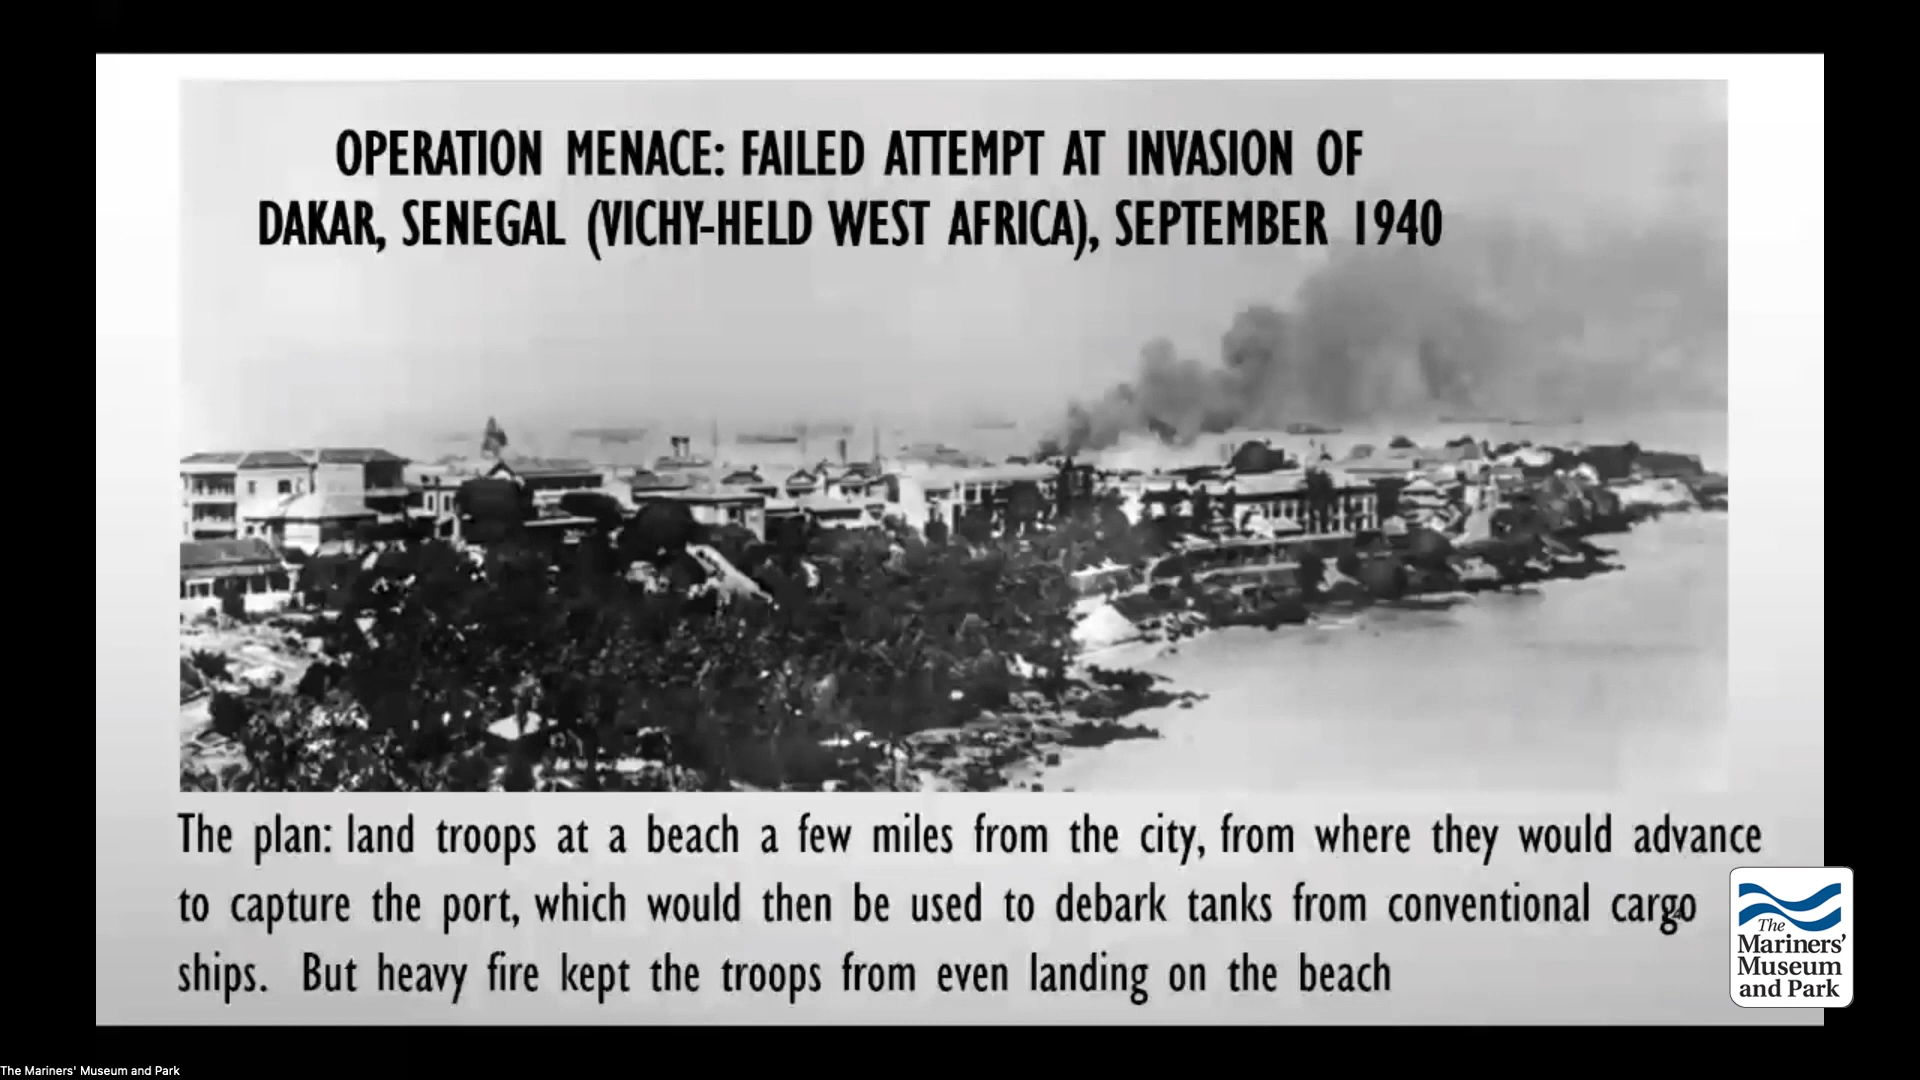 OPERATION MENACE: FAILED ATTEMPT AT INVASION OF
DAKAR, SENEGAL (VICHY-HELD WEST AFRICA), SEPTEMBER 1940
The plan: land troops at a beach a few miles from the city, from where they would advance
to capture the port, which would then be used to debark tanks from conventional cargo
ships. But heavy fire kept the troops from even landing on the beach
The
Mariners'
Museum
and Park
The Mariners' Museum and Park